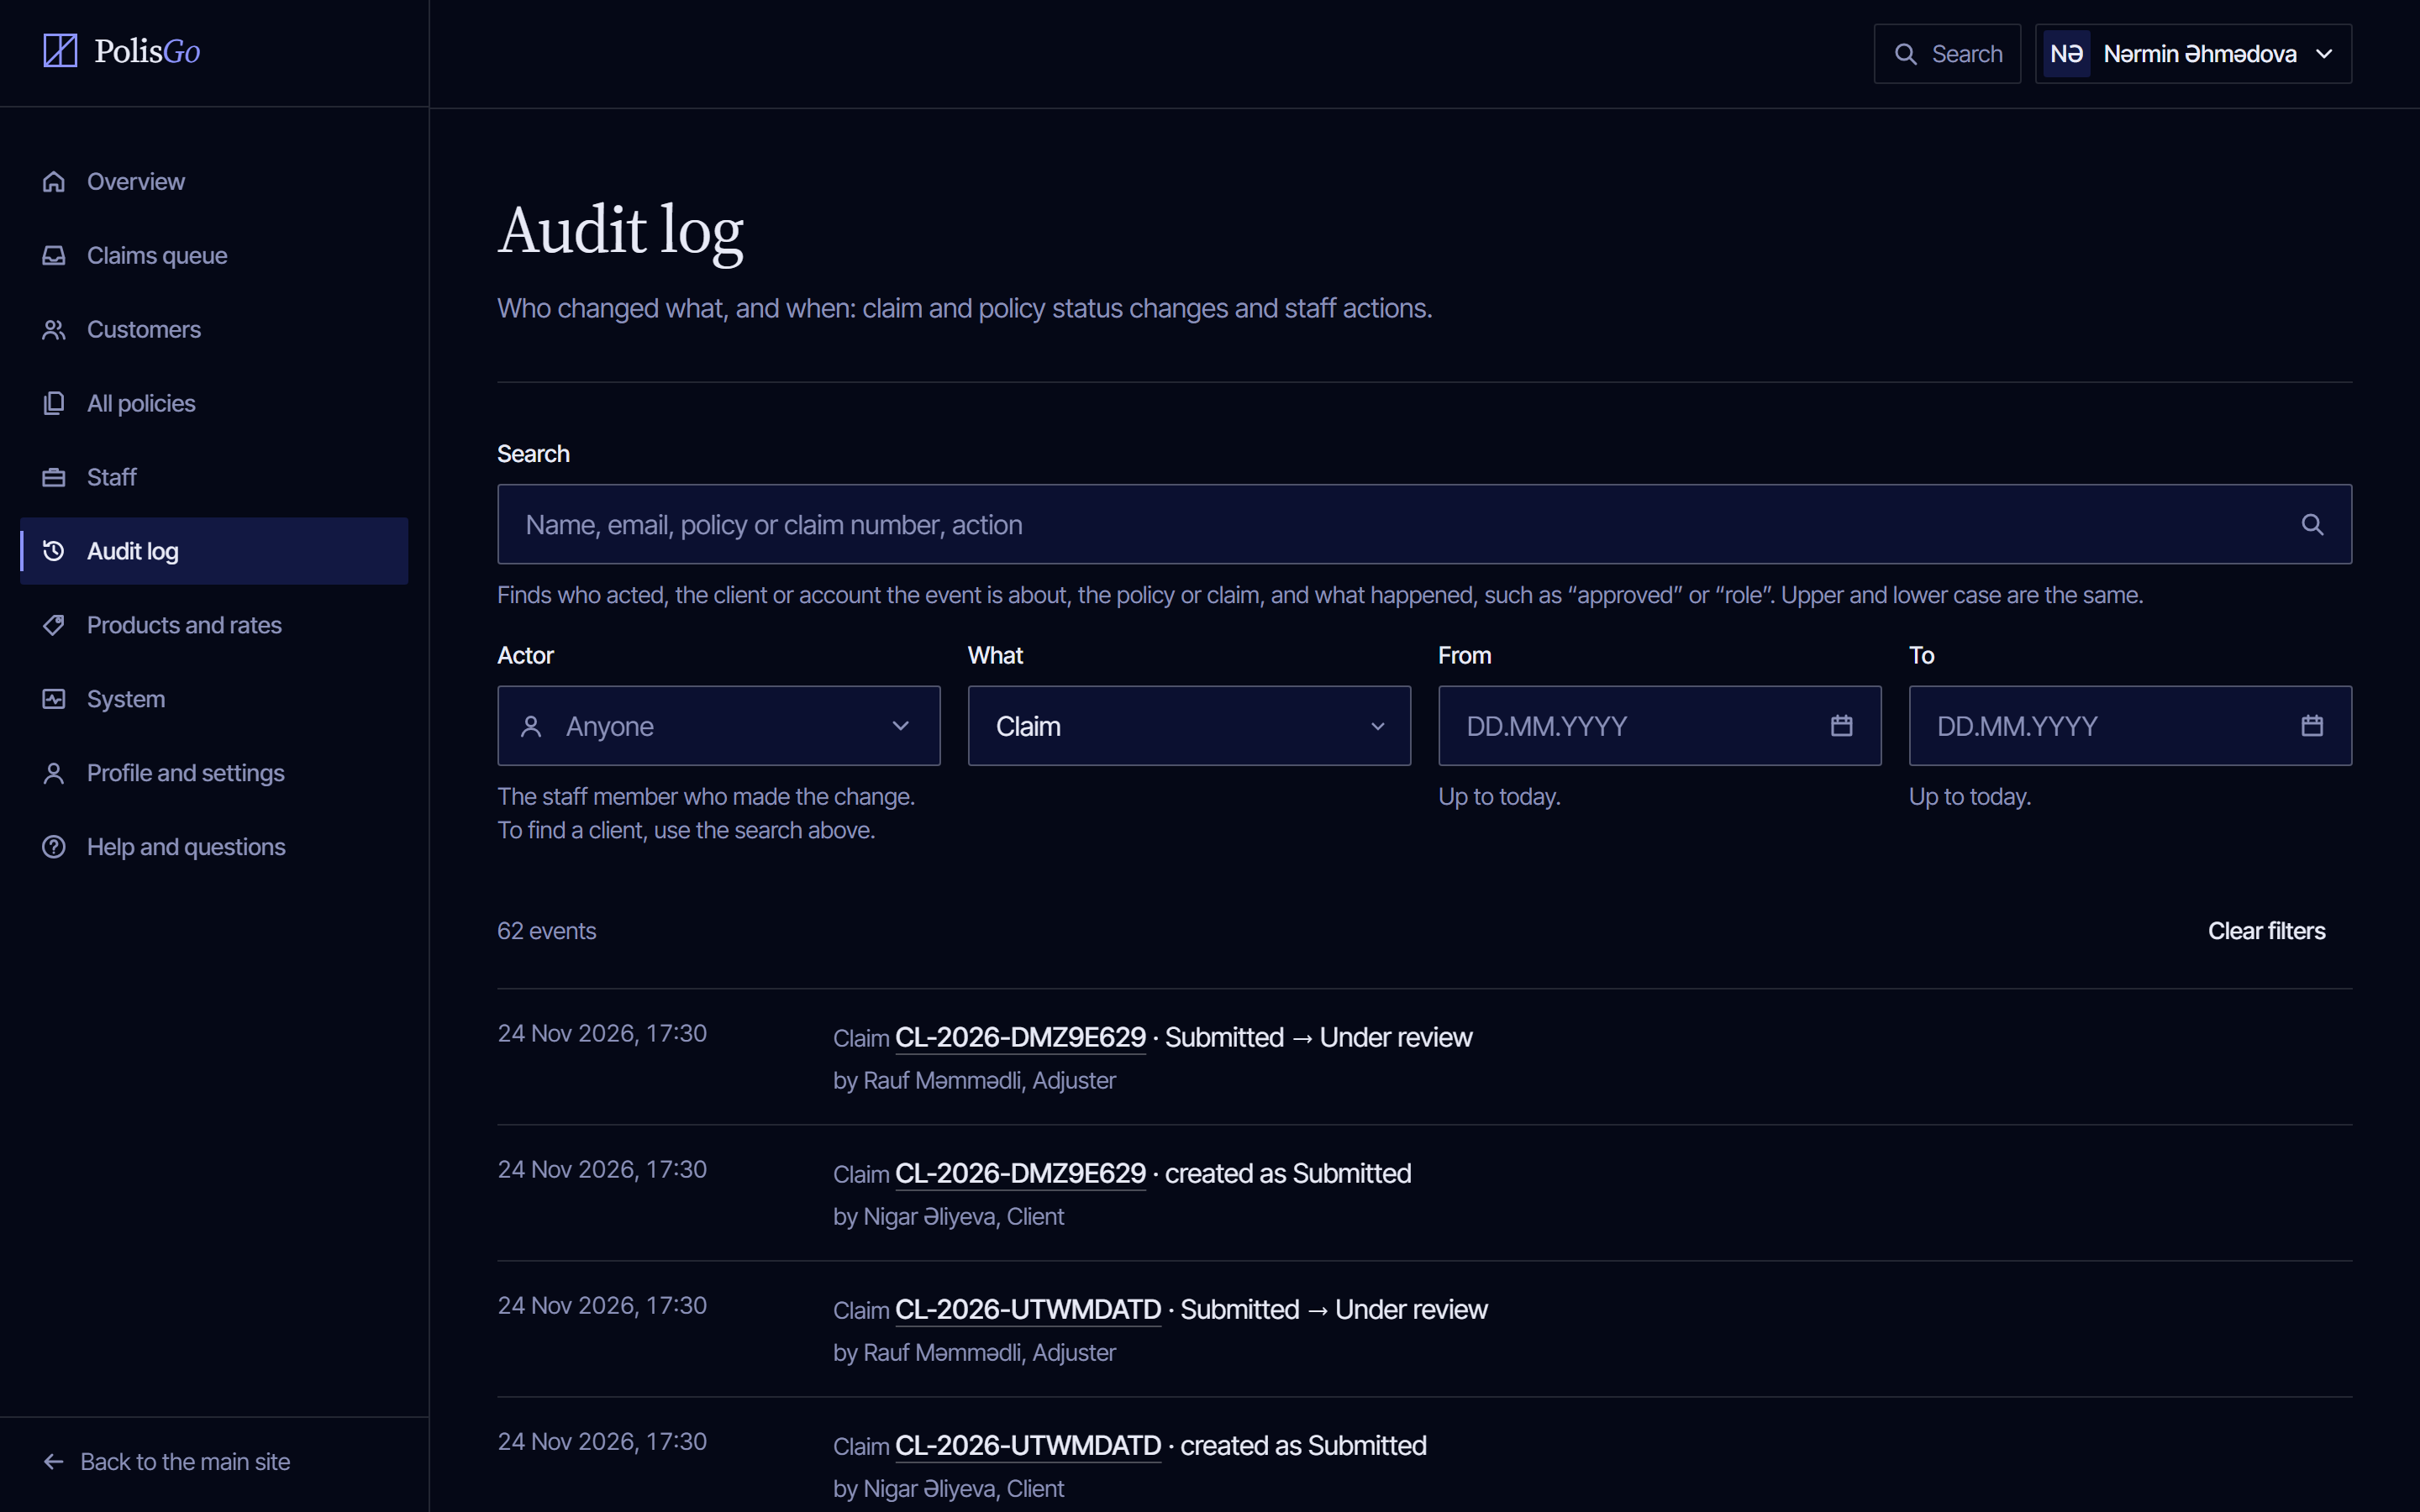 PolisGo
Search
NƏ Nərmin Əhmədova
Overview
Claims queue
Customers
All policies
Staff
Audit log
Products and rates
System
Profile and settings
Help and questions
Back to the main site
Audit log
Who changed what, and when: claim and policy status changes and staff actions.
Search
Name, email, policy or claim number, action
Finds who acted, the client or account the event is about, the policy or claim, and what happened, such as “approved” or “role”. Upper and lower case are the same.
Actor What From To
Anyone Claim DD.MM.YYYY DD.MM.YYYY
The staff member who made the change. Up to today. Up to today.
To find a client, use the search above.
62 events Clear filters
24 Nov 2026, 17:30 Claim CL-2026-DMZ9E629 · Submitted → Under review
by Rauf Məmmədli, Adjuster
24 Nov 2026, 17:30 Claim CL-2026-DMZ9E629 · created as Submitted
by Nigar Əliyeva, Client
24 Nov 2026, 17:30 Claim CL-2026-UTWMDATD · Submitted → Under review
by Rauf Məmmədli, Adjuster
24 Nov 2026, 17:30 Claim CL-2026-UTWMDATD · created as Submitted
by Nigar Əliyeva, Client